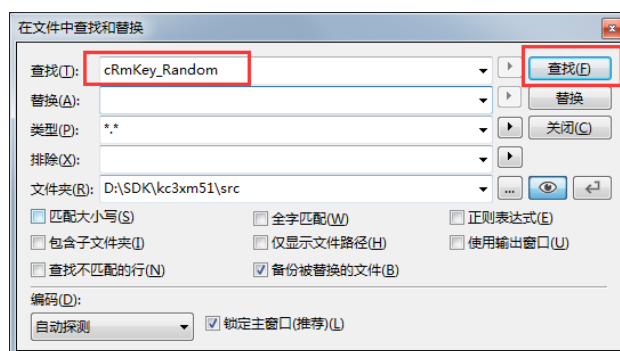 在文件中查找和替换
查找(T): cRmKey_Random 查找(F)
替换(A): 替换
类型(P): *.* 关闭(C)
排除(X):
文件夹(R): D:\SDK\kc3xm51\src ...
匹配大小写(S) 全字匹配(W) 正则表达式(E)
包含子文件夹(I) 仅显示文件路径(H) 使用输出窗口(U)
查找不匹配的行(N) 备份被替换的文件(B)
编码(D):
自动探测 锁定主窗口(推荐)(L)